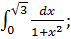 ∫₀^√3 dx/(1+x²) ;